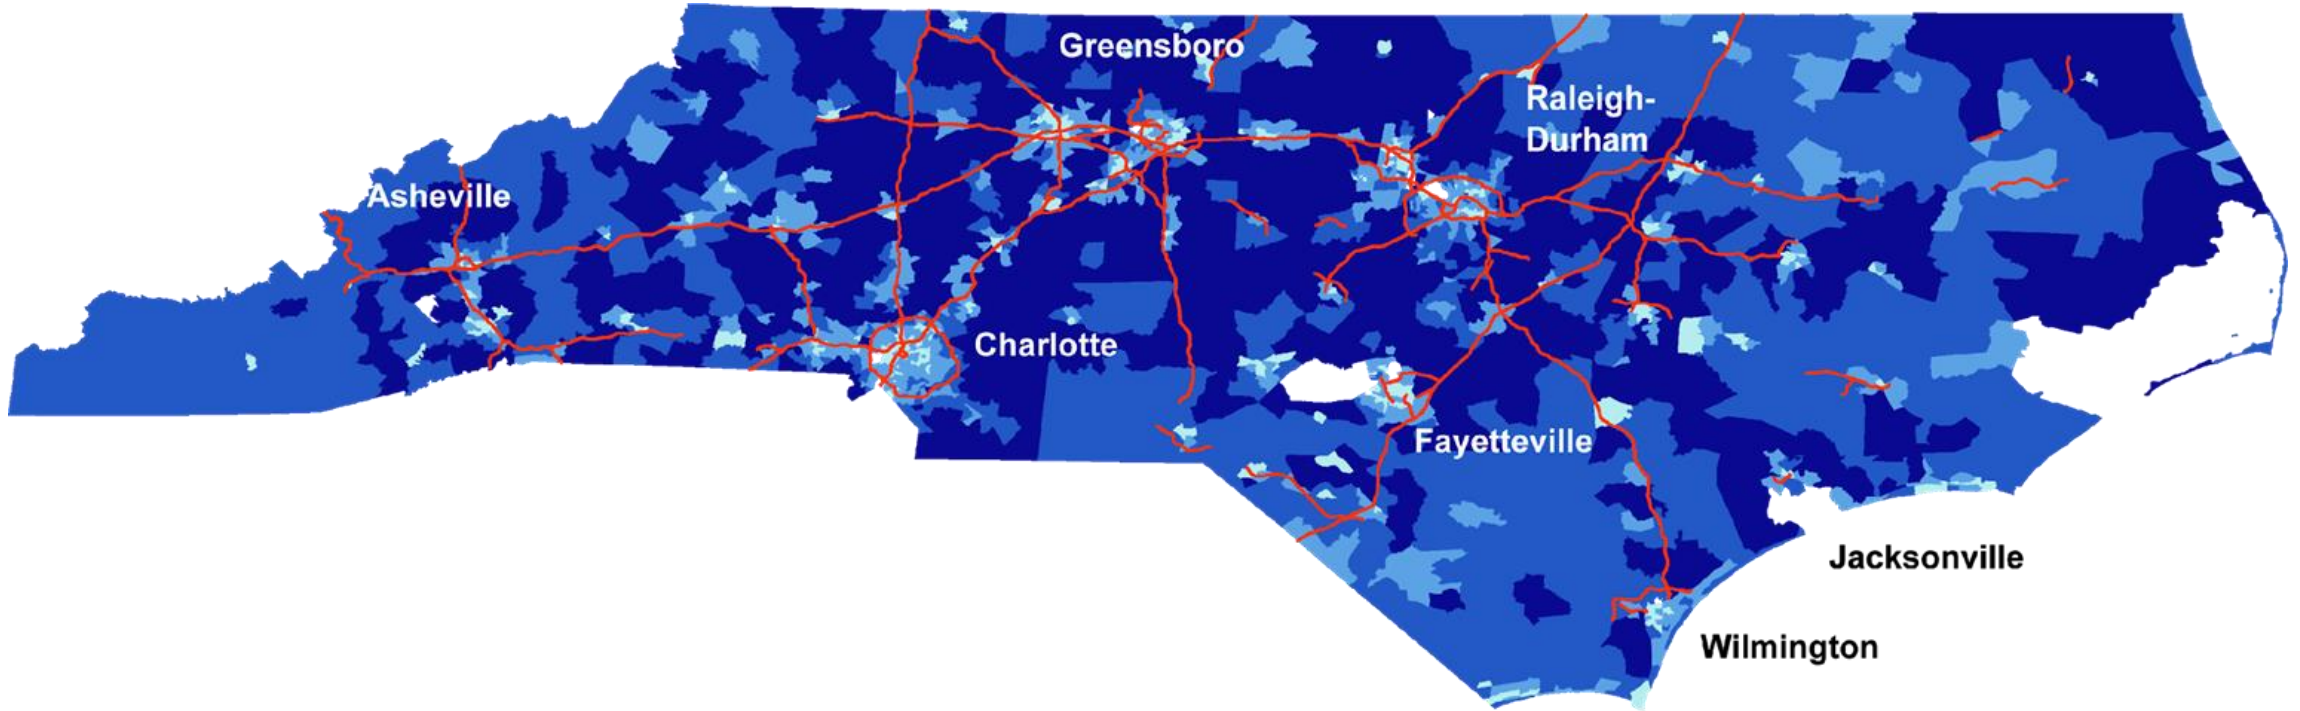 Greensboro
Raleigh-
Durham
Asheville
Charlotte
Fayetteville
Jacksonville
Wilmington